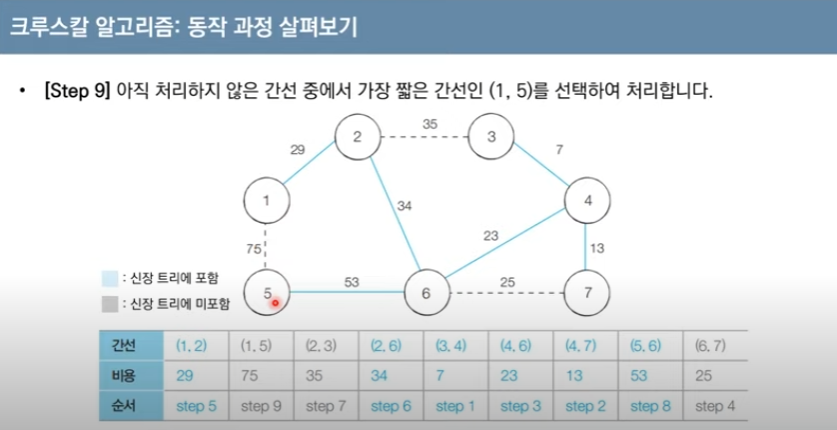 크루스칼 알고리즘: 동작 과정 살펴보기
• [Step 9] 아직 처리하지 않은 간선 중에서 가장 짧은 간선인 (1, 5)를 선택하여 처리합니다.
2 35 3
29 7
1 34 4
23
75 13
: 신장 트리에 포함
5 53 6 25 7
: 신장 트리에 미포함
간선 (1, 2) (1, 5) (2, 3) (2, 6) (3, 4) (4, 6) (4, 7) (5, 6) (6, 7)
비용 29 75 35 34 7 23 13 53 25
순서 step 5 step 9 step 7 step 6 step 1 step 3 step 2 step 8 step 4